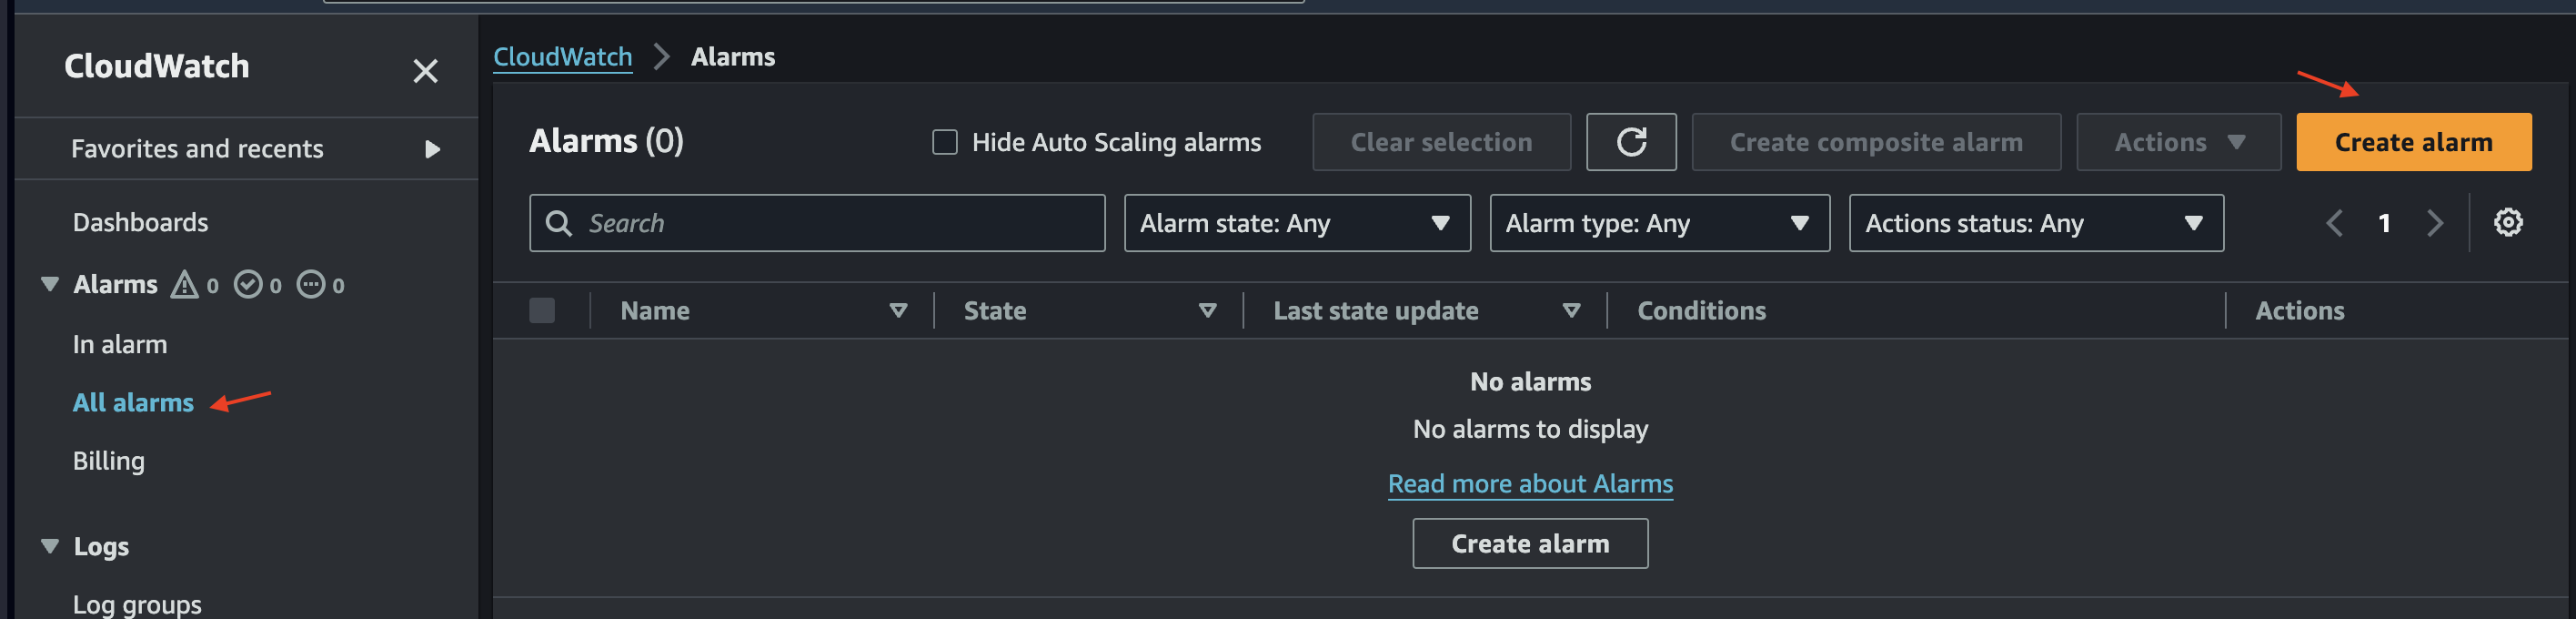 CloudWatch
Favorites and recents
Dashboards
Alarms 0 0 0
In alarm
All alarms
Billing
Logs
Log groups
CloudWatch Alarms
Alarms (0)
Hide Auto Scaling alarms
Clear selection
Create composite alarm
Actions
Create alarm
Search
Alarm state: Any
Alarm type: Any
Actions status: Any
1
Name State Last state update Conditions Actions
No alarms
No alarms to display
Read more about Alarms
Create alarm